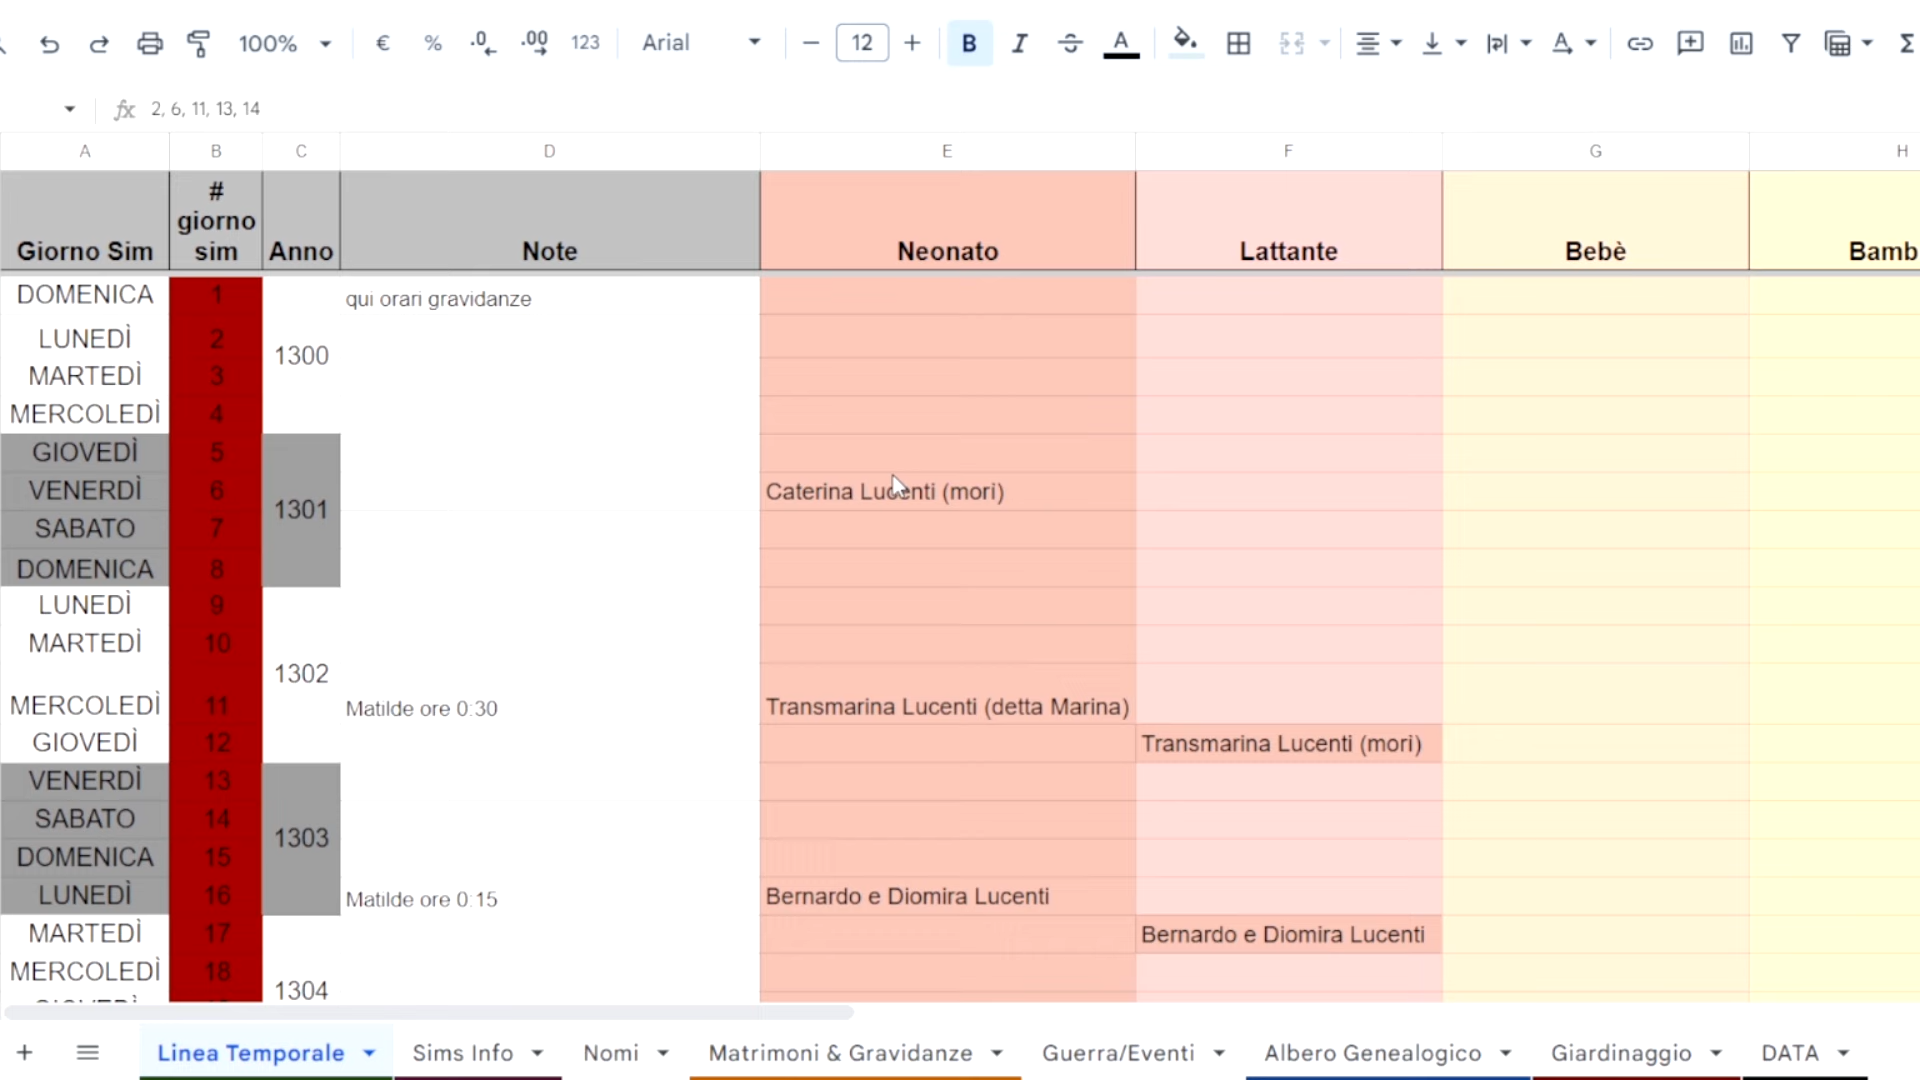 100% € % .0 .00 123 Arial 12 B I A A Σ
fx 2, 6, 11, 13, 14
A B C D E F G H
Giorno Sim # giorno sim Anno Note Neonato Lattante Bebè Bamb
DOMENICA 1 qui orari gravidanze
LUNEDÌ 2
1300
MARTEDÌ 3
MERCOLEDÌ 4
GIOVEDÌ 5
VENERDÌ 6 Caterina Lucenti (mori)
1301
SABATO 7
DOMENICA 8
LUNEDÌ 9
MARTEDÌ 10
1302
MERCOLEDÌ 11 Matilde ore 0:30 Transmarina Lucenti (detta Marina)
GIOVEDÌ 12 Transmarina Lucenti (mori)
VENERDÌ 13
SABATO 14
1303
DOMENICA 15
LUNEDÌ 16 Matilde ore 0:15 Bernardo e Diomira Lucenti
MARTEDÌ 17 Bernardo e Diomira Lucenti
MERCOLEDÌ 18
1304
Linea Temporale Sims Info Nomi Matrimoni & Gravidanze Guerra/Eventi Albero Genealogico Giardinaggio DATA